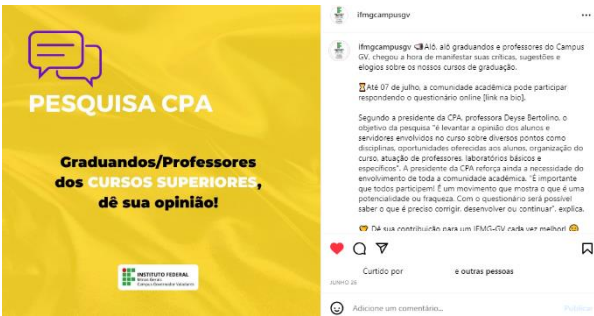 PESQUISA CPA
Graduandos/Professores
dos CURSOS SUPERIORES,
dê sua opinião!
INSTITUTO FEDERAL
Minas Gerais
Campus Governador Valadares
ifmgcampusgv
ifmgcampusgv Alô, alô graduandos e professores do Campus
GV, chegou a hora de manifestar suas críticas, sugestões e
elogios sobre os nossos cursos de graduação.
Até 07 de julho, a comunidade acadêmica pode participar
respondendo o questionário online [link na bio].
Segundo a presidente da CPA, professora Deyse Bertolino, o
objetivo da pesquisa "é levantar a opinião dos alunos e
servidores envolvidos no curso sobre diversos pontos como
disciplinas, oportunidades oferecidas aos alunos, organização do
curso, atuação de professores, laboratórios básicos e
específicos". A presidente da CPA reforça ainda a necessidade do
envolvimento de toda a comunidade acadêmica. "É importante
que todos participem! É um movimento que mostra o que é uma
potencialidade ou fraqueza. Com o questionário será possível
saber o que é preciso corrigir, desenvolver ou continuar", explica.
Dê sua contribuição para um IFMG-GV cada vez melhor!
Curtido por e outras pessoas
JUNHO 26
Adicione um comentário... Publicar